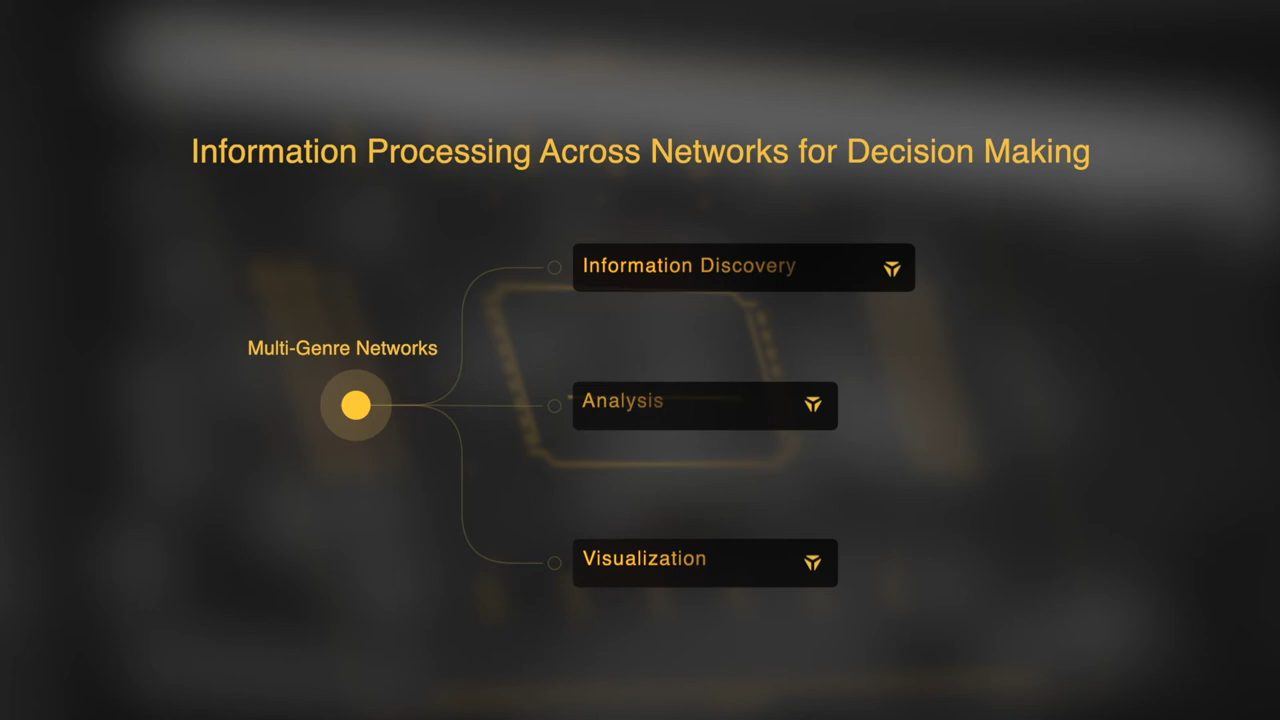 Information Processing Across Networks for Decision Making
Information Discovery
Multi-Genre Networks
Analysis
Visualization